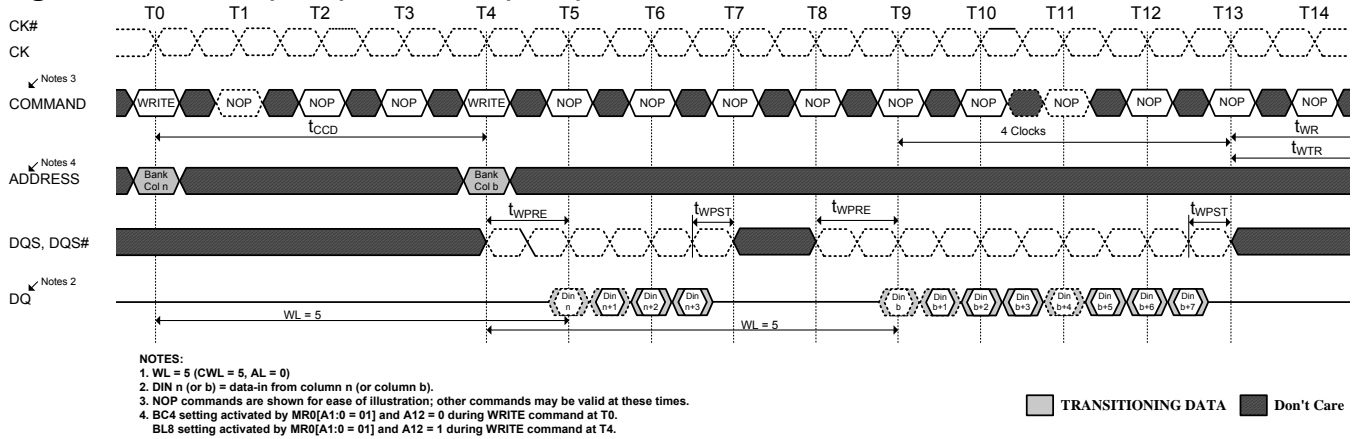 T0 T1 T2 T3 T4 T5 T6 T7 T8 T9 T10 T11 T12 T13 T14
CK#
CK
Notes 3
COMMAND
WRITE NOP NOP NOP WRITE NOP NOP NOP NOP NOP NOP NOP NOP NOP NOP
tCCD
4 Clocks
tWR
tWTR
Notes 4
ADDRESS
Bank
Col n
Bank
Col b
tWPRE
tWPST
tWPRE
tWPST
DQS, DQS#
Notes 2
DQ
Din
n
Din
n+1
Din
n+2
Din
n+3
Din
b
Din
b+1
Din
b+2
Din
b+3
Din
b+4
Din
b+5
Din
b+6
Din
b+7
WL = 5
WL = 5
NOTES:
1. WL = 5 (CWL = 5, AL = 0)
2. DIN n (or b) = data-in from column n (or column b).
3. NOP commands are shown for ease of illustration; other commands may be valid at these times.
4. BC4 setting activated by MR0[A1:0 = 01] and A12 = 0 during WRITE command at T0.
BL8 setting activated by MR0[A1:0 = 01] and A12 = 1 during WRITE command at T4.
TRANSITIONING DATA
Don't Care